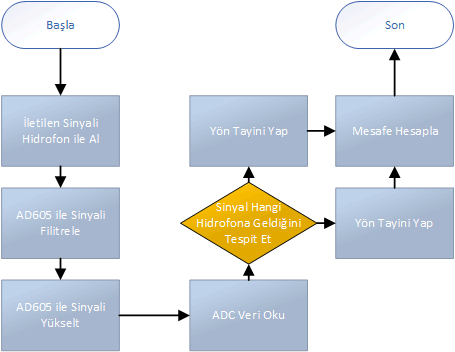 Başla
İletilen Sinyali
Hidrofon ile Al
AD605 ile Sinyali
Filitrele
AD605 ile Sinyali
Yükselt
ADC Veri Oku
Sinyal Hangi
Hidrofona Geldiğini
Tespit Et
Yön Tayini Yap
Yön Tayini Yap
Mesafe Hesapla
Son